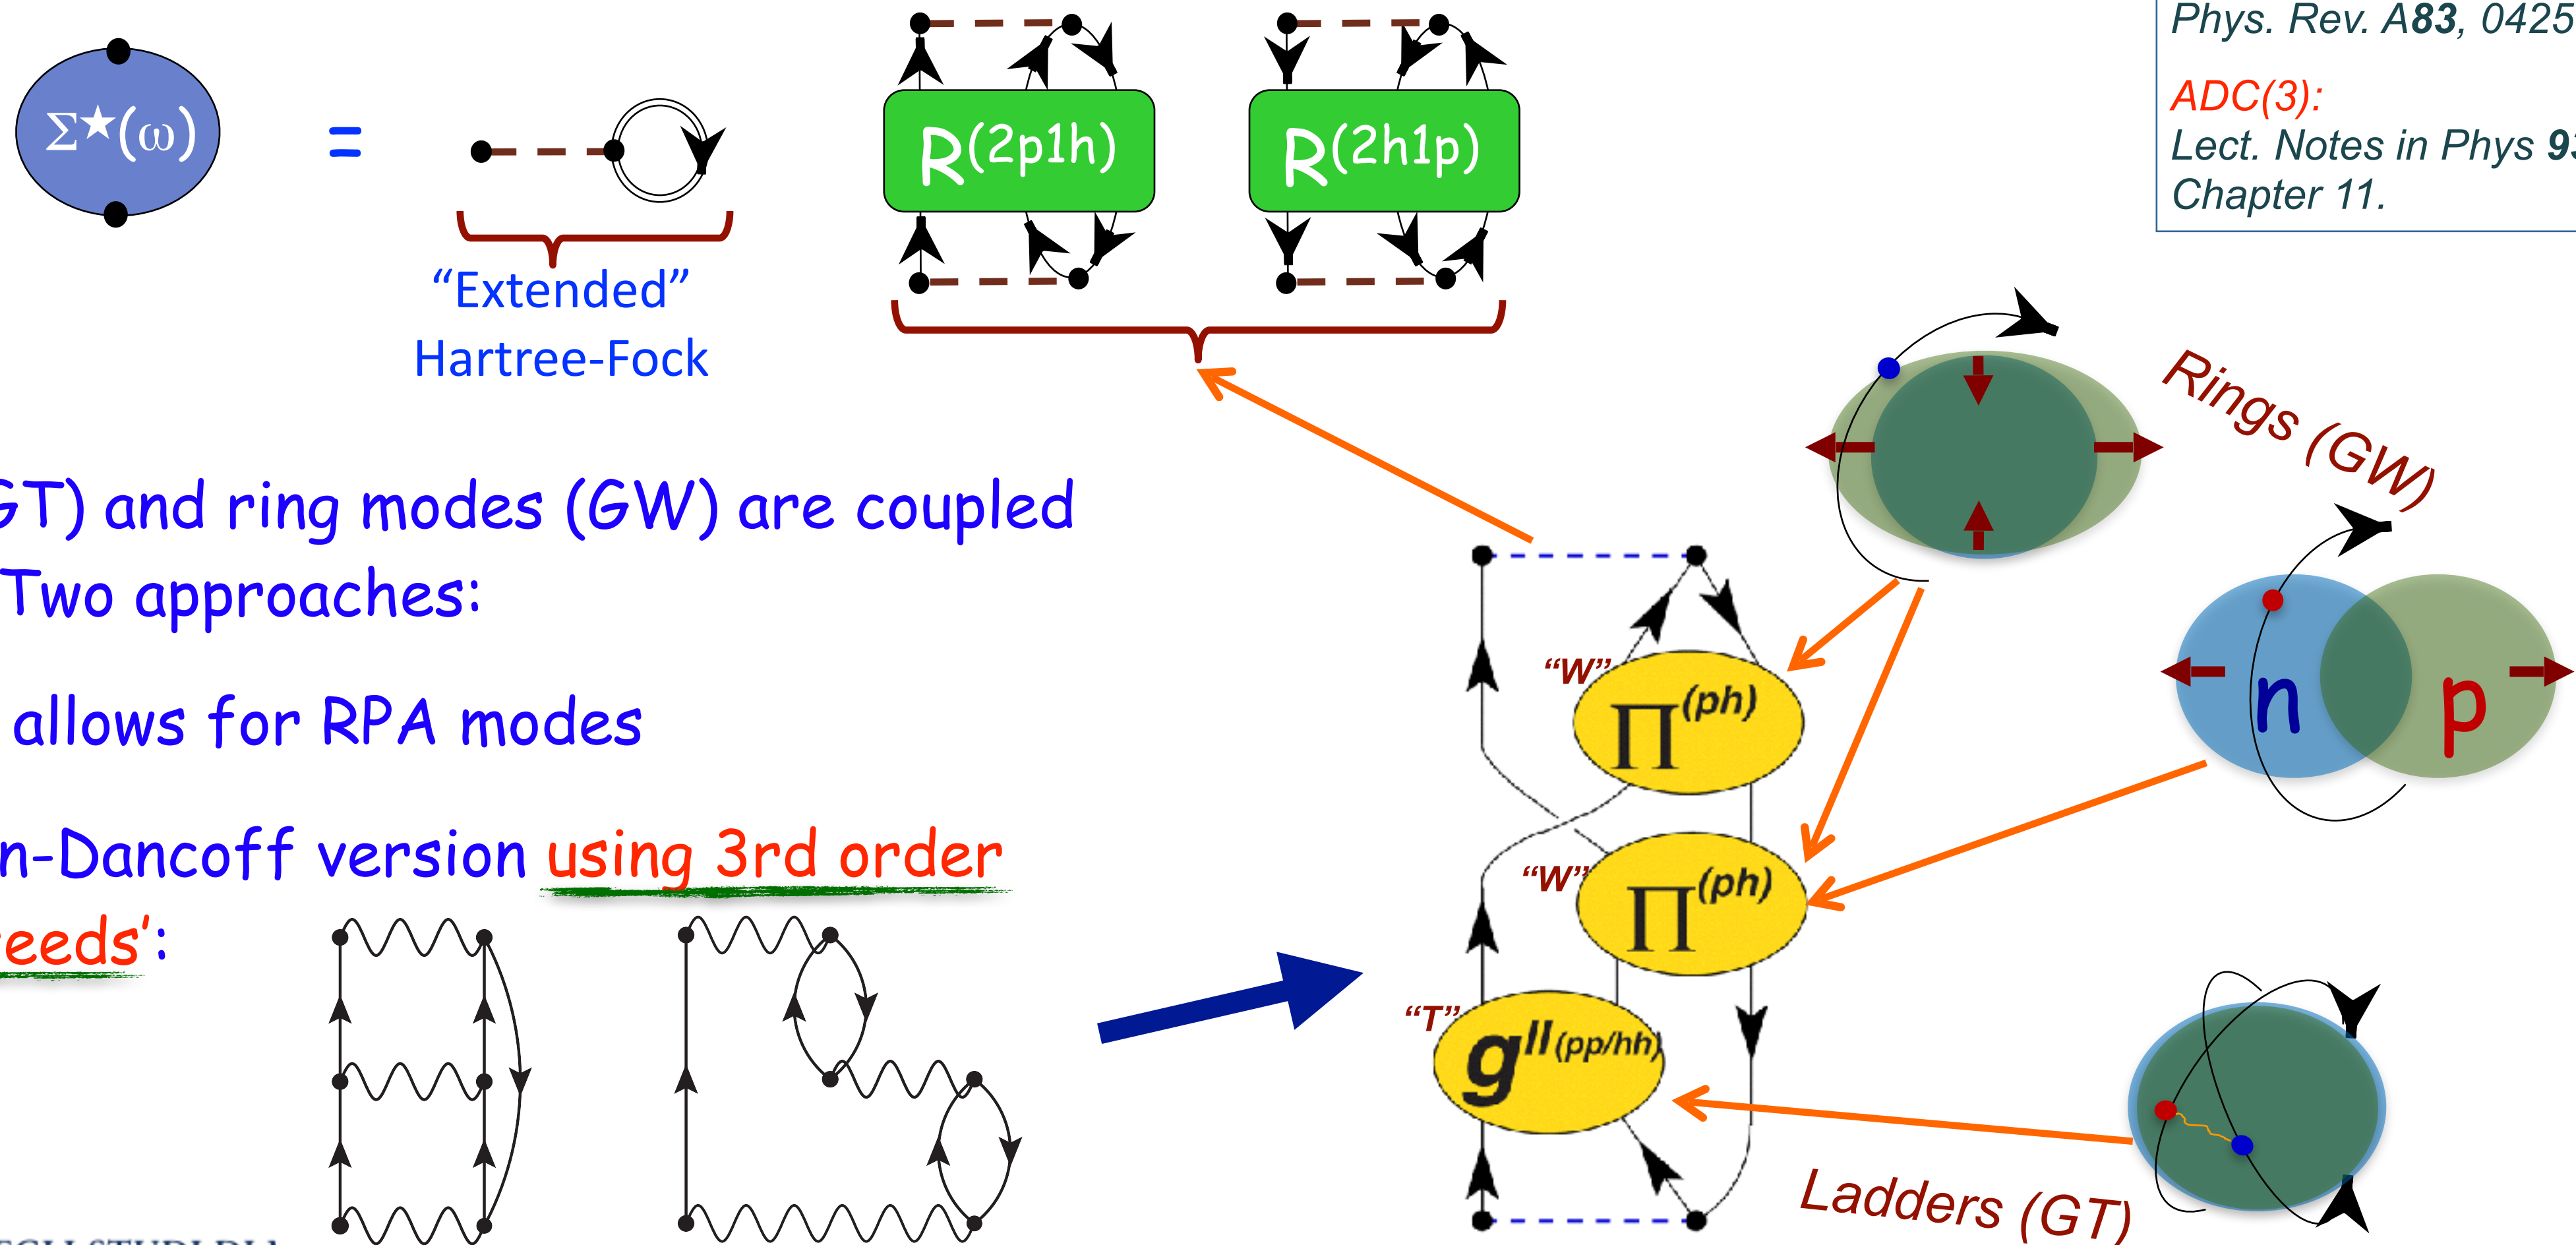 Phys. Rev. A83, 0425
ADC(3):
Lect. Notes in Phys 93
Chapter 11.
Σ★(ω)
=
R(2p1h)
R(2h1p)
“Extended”
Hartree-Fock
Rings (GW)
GT) and ring modes (GW) are coupled
Two approaches:
allows for RPA modes
n-Dancoff version using 3rd order
eeds’:
“W”
Π(ph)
n
p
“W”
Π(ph)
“T”
gII(pp/hh)
Ladders (GT)